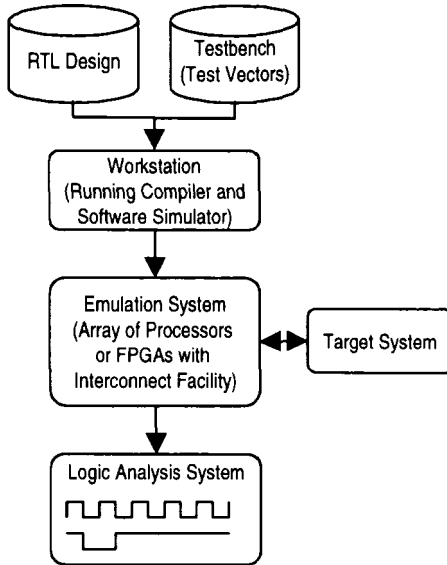 RTL Design
Testbench
(Test Vectors)
Workstation
(Running Compiler and
Software Simulator)
Emulation System
(Array of Processors
or FPGAs with
Interconnect Facility)
Target System
Logic Analysis System